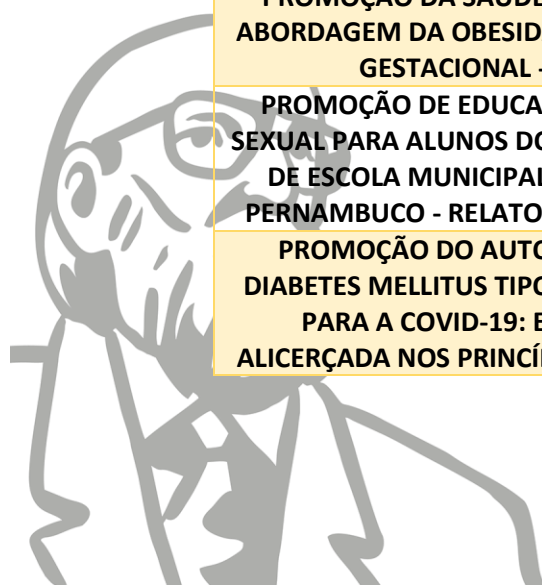 PROMOÇÃO DA SAÚDE
ABORDAGEM DA OBESID
GESTACIONAL -
PROMOÇÃO DE EDUCA
SEXUAL PARA ALUNOS DO
DE ESCOLA MUNICIPAL
PERNAMBUCO - RELATO
PROMOÇÃO DO AUTO
DIABETES MELLITUS TIPO
PARA A COVID-19: E
ALICERÇADA NOS PRINCÍ